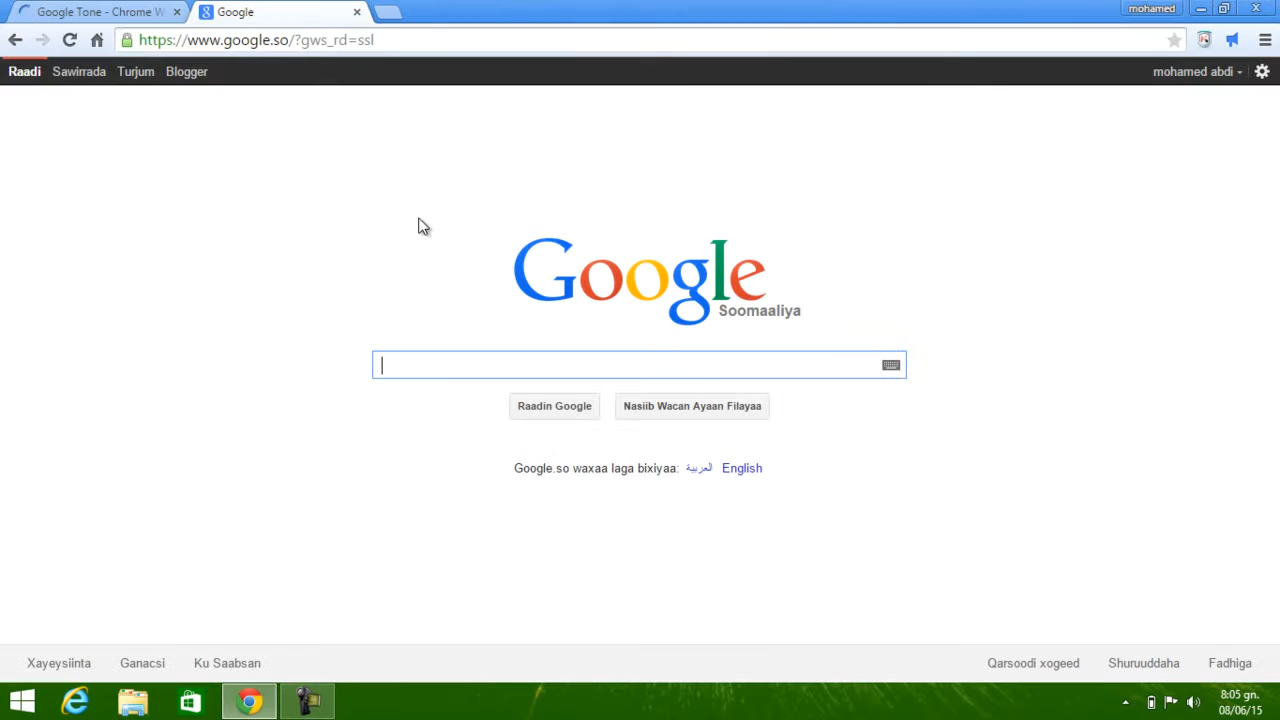 Google Tone - Chrome W
Google
mohamed
https://www.google.so/?gws_rd=ssl
Raadi Sawirrada Turjum Blogger
mohamed abdi
Google
Soomaaliya
Raadin Google
Nasiib Wacan Ayaan Filayaa
Google.so waxaa laga bixiyaa: العربية English
Xayeysiinta Ganacsi Ku Saabsan
Qarsoodi xogeed Shuruuddaha Fadhiga
8:05 gn.
08/06/15